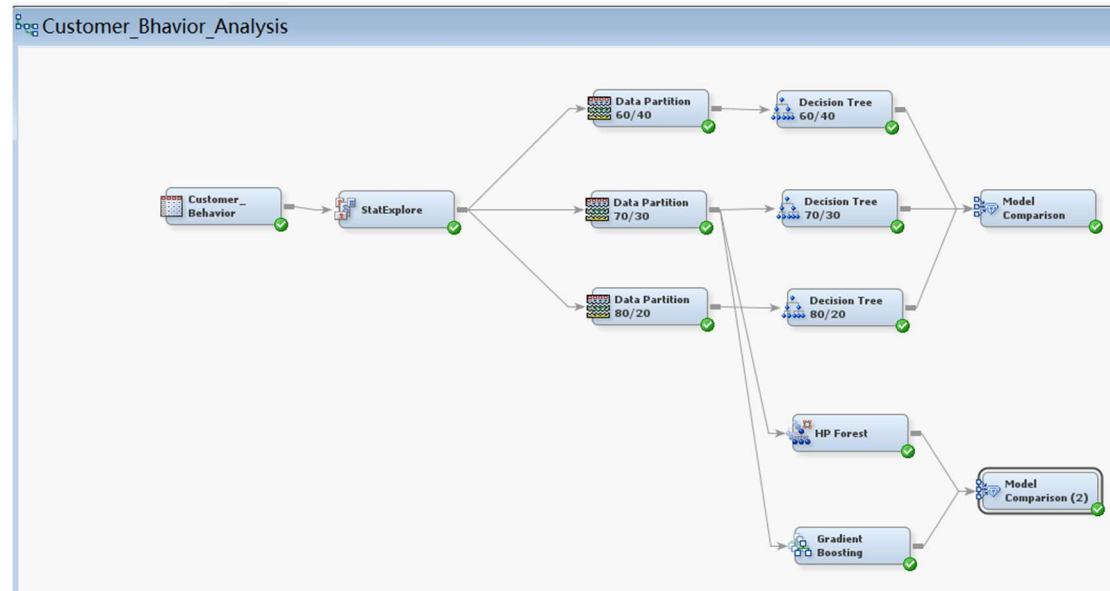 Customer_Bhavior_Analysis
Data Partition
60/40
Decision Tree
60/40
Customer_
Behavior
StatExplore
Data Partition
70/30
Decision Tree
70/30
Model
Comparison
Data Partition
80/20
Decision Tree
80/20
HP Forest
Model
Comparison (2)
Gradient
Boosting